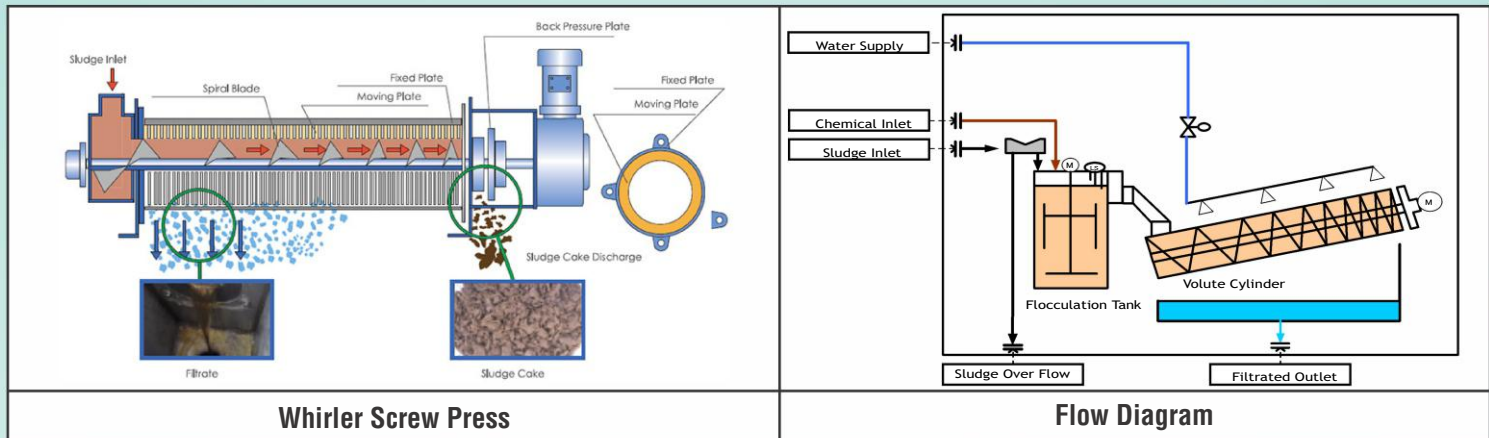 Back Pressure Plate
Sludge Inlet
Fixed Plate
Spiral Blade
Moving Plate
Fixed Plate
Moving Plate
Sludge Cake Discharge
Filtrate
Sludge Cake
Whirler Screw Press
Water Supply
Chemical Inlet
Sludge Inlet
M
LS
M
Volute Cylinder
Flocculation Tank
Sludge Over Flow
Filtrated Outlet
Flow Diagram